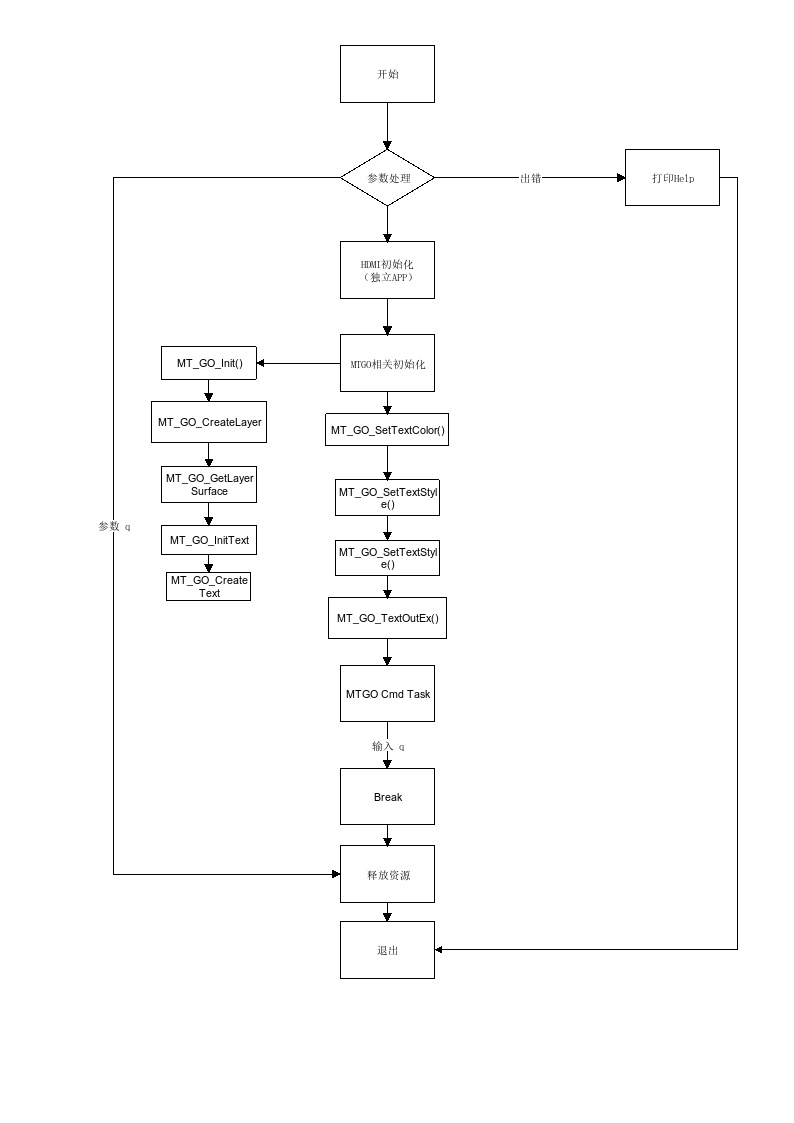 开始
参数处理
出错
打印Help
HDMI初始化
（独立APP）
MTGO相关初始化
MT_GO_Init()
MT_GO_CreateLayer
MT_GO_GetLayer
Surface
MT_GO_InitText
MT_GO_Create
Text
MT_GO_SetTextColor()
MT_GO_SetTextStyl
e()
MT_GO_SetTextStyl
e()
MT_GO_TextOutEx()
MTGO Cmd Task
参数 q
输入 q
Break
释放资源
退出